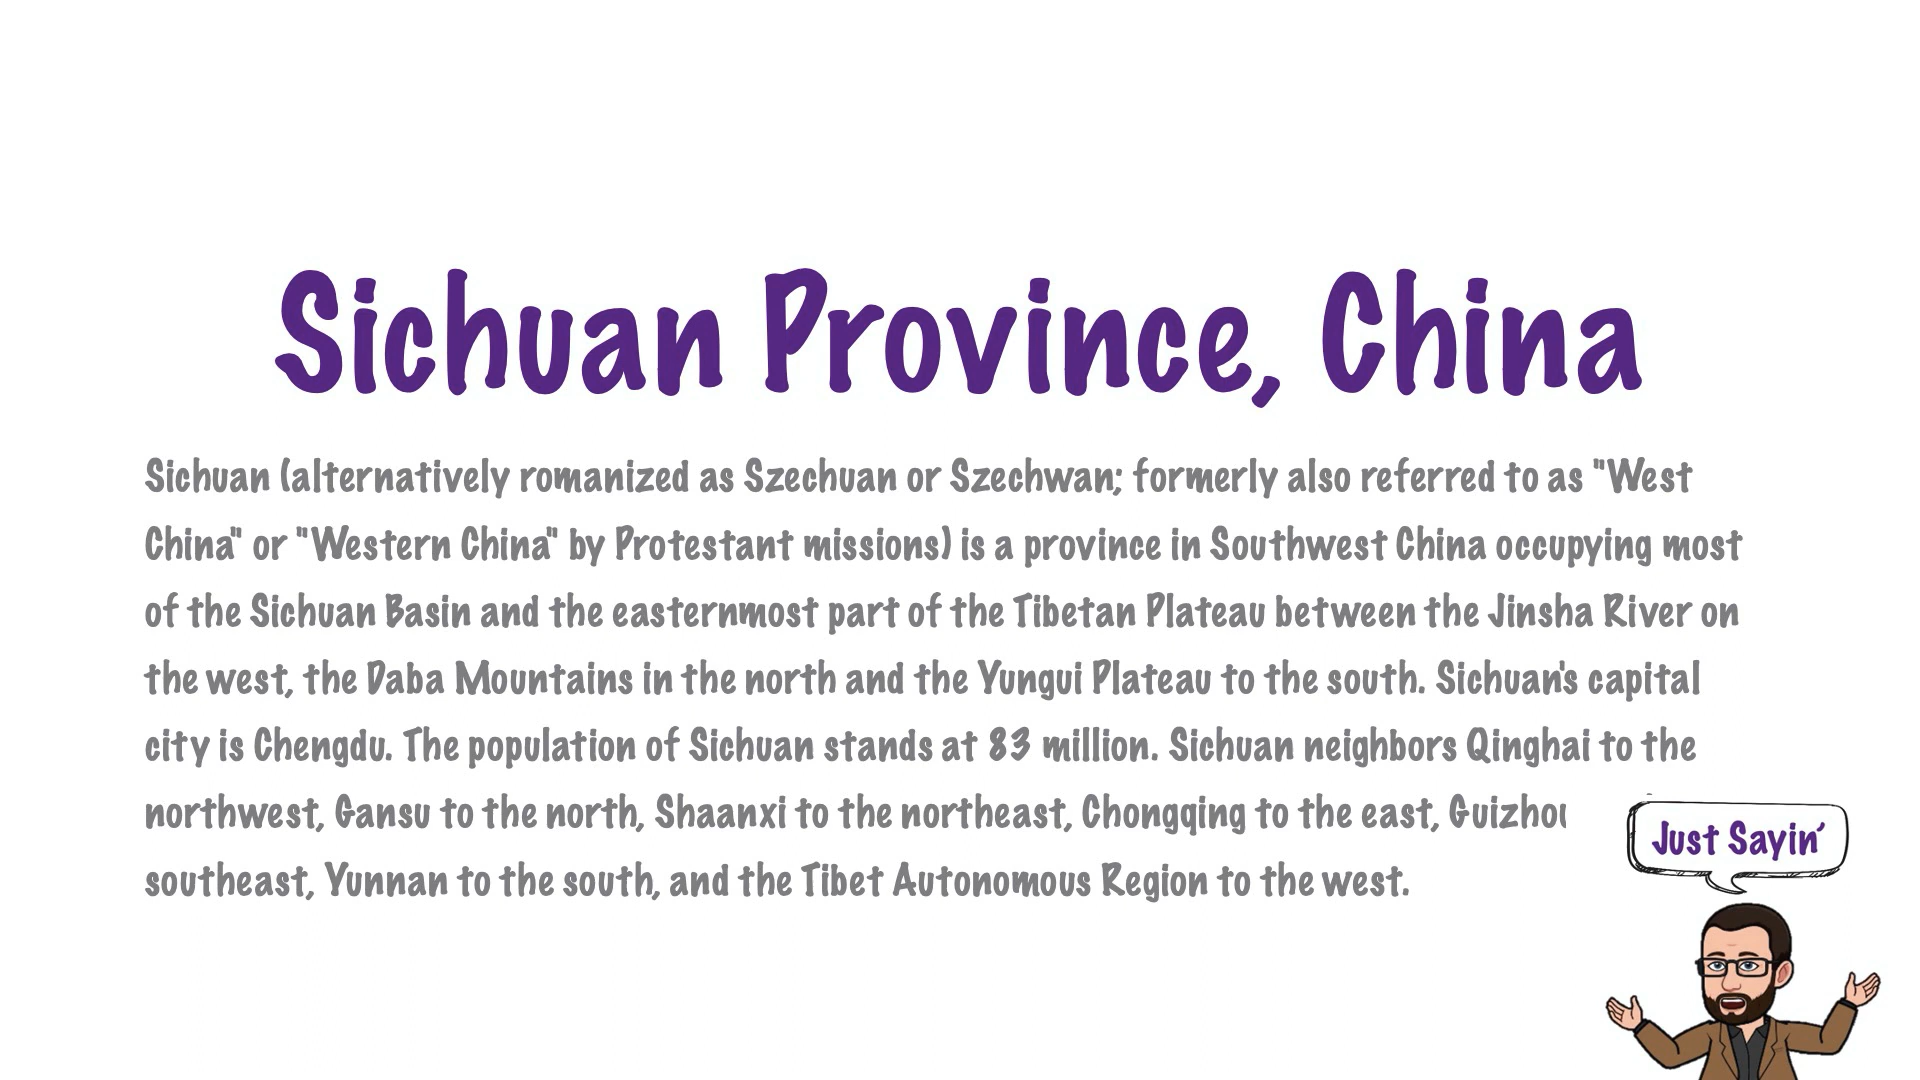 Sichuan Province, China
Sichuan (alternatively romanized as Szechuan or Szechwan; formerly also referred to as "West
China" or "Western China" by Protestant missions) is a province in Southwest China occupying most
of the Sichuan Basin and the easternmost part of the Tibetan Plateau between the Jinsha River on
the west, the Daba Mountains in the north and the Yungui Plateau to the south. Sichuan's capital
city is Chengdu. The population of Sichuan stands at 83 million. Sichuan neighbors Qinghai to the
northwest, Gansu to the north, Shaanxi to the northeast, Chongqing to the east,
southeast, Yunnan to the south, and the Tibet Autonomous Region to the west.
Just Sayin'